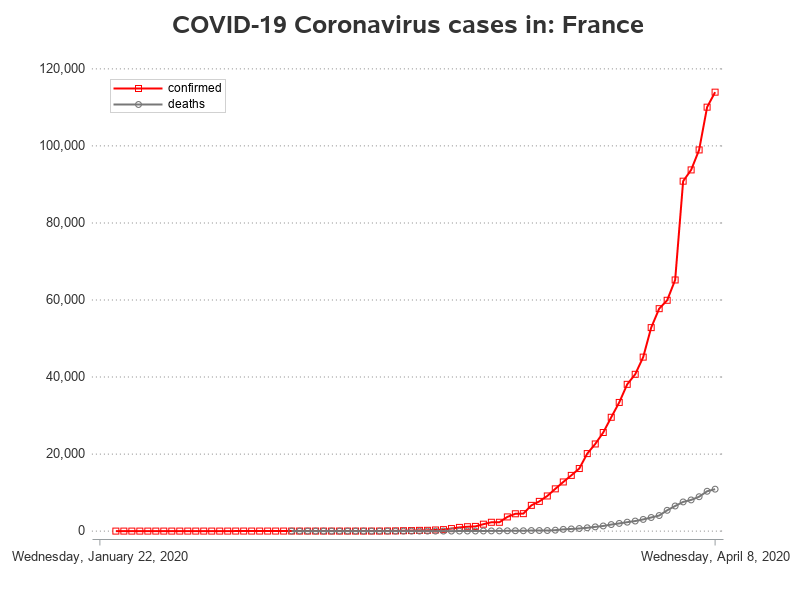 COVID-19 Coronavirus cases in: France
120,000
confirmed
deaths
100,000
80,000
60,000
40,000
20,000
0
Wednesday, January 22, 2020 Wednesday, April 8, 2020